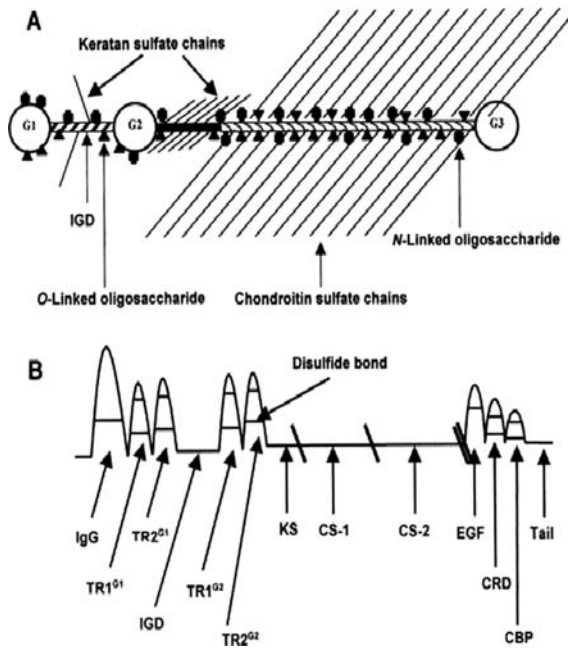 A
Keratan sulfate chains
G1
G2
G3
IGD
N-Linked oligosaccharide
O-Linked oligosaccharide
Chondroitin sulfate chains
B
Disulfide bond
IgG
TR2G1
KS
CS-1
CS-2
EGF
Tail
TR1G1
TR1G2
CRD
IGD
TR2G2
CBP